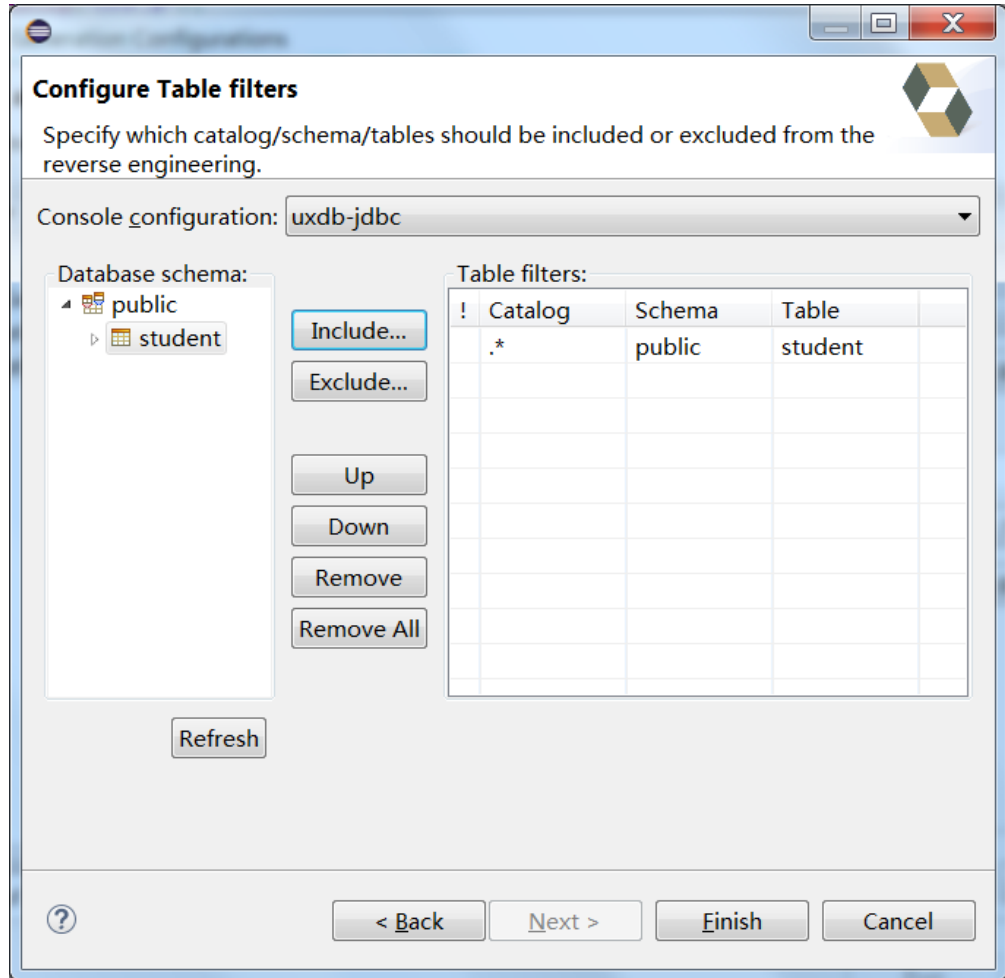 Configure Table filters
Specify which catalog/schema/tables should be included or excluded from the
reverse engineering.
Console configuration: uxdb-jdbc
Database schema:
public
student
Include...
Exclude...
Up
Down
Remove
Remove All
Refresh
Table filters:
! Catalog Schema Table
.* public student
< Back Next > Finish Cancel